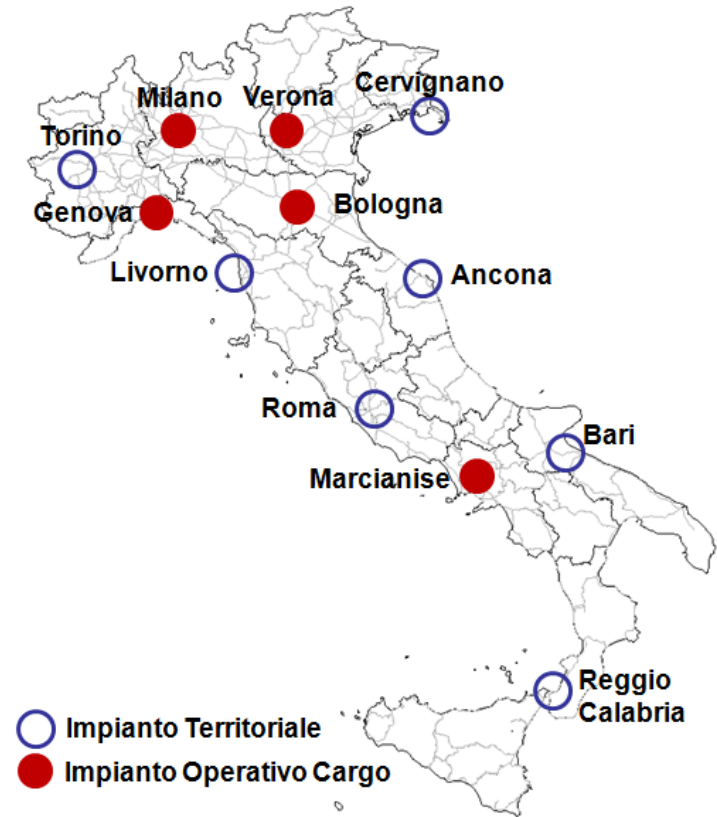 Cervignano
Milano
Verona
Torino
Genova
Bologna
Livorno
Ancona
Roma
Bari
Marcianise
Reggio
Calabria
Impianto Territoriale
Impianto Operativo Cargo